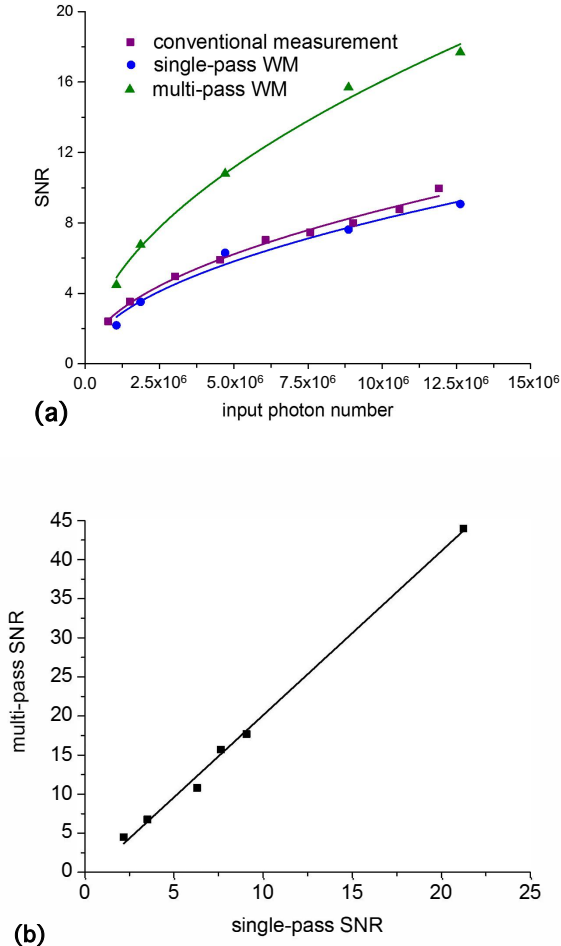 20
16
12
8
4
0
SNR
conventional measurement
single-pass WM
multi-pass WM
0.0 2.5x10⁶ 5.0x10⁶ 7.5x10⁶ 10x10⁶ 12.5x10⁶ 15x10⁶
input photon number
(a)
45
40
35
30
25
20
15
10
5
0
multi-pass SNR
0 5 10 15 20 25
single-pass SNR
(b)